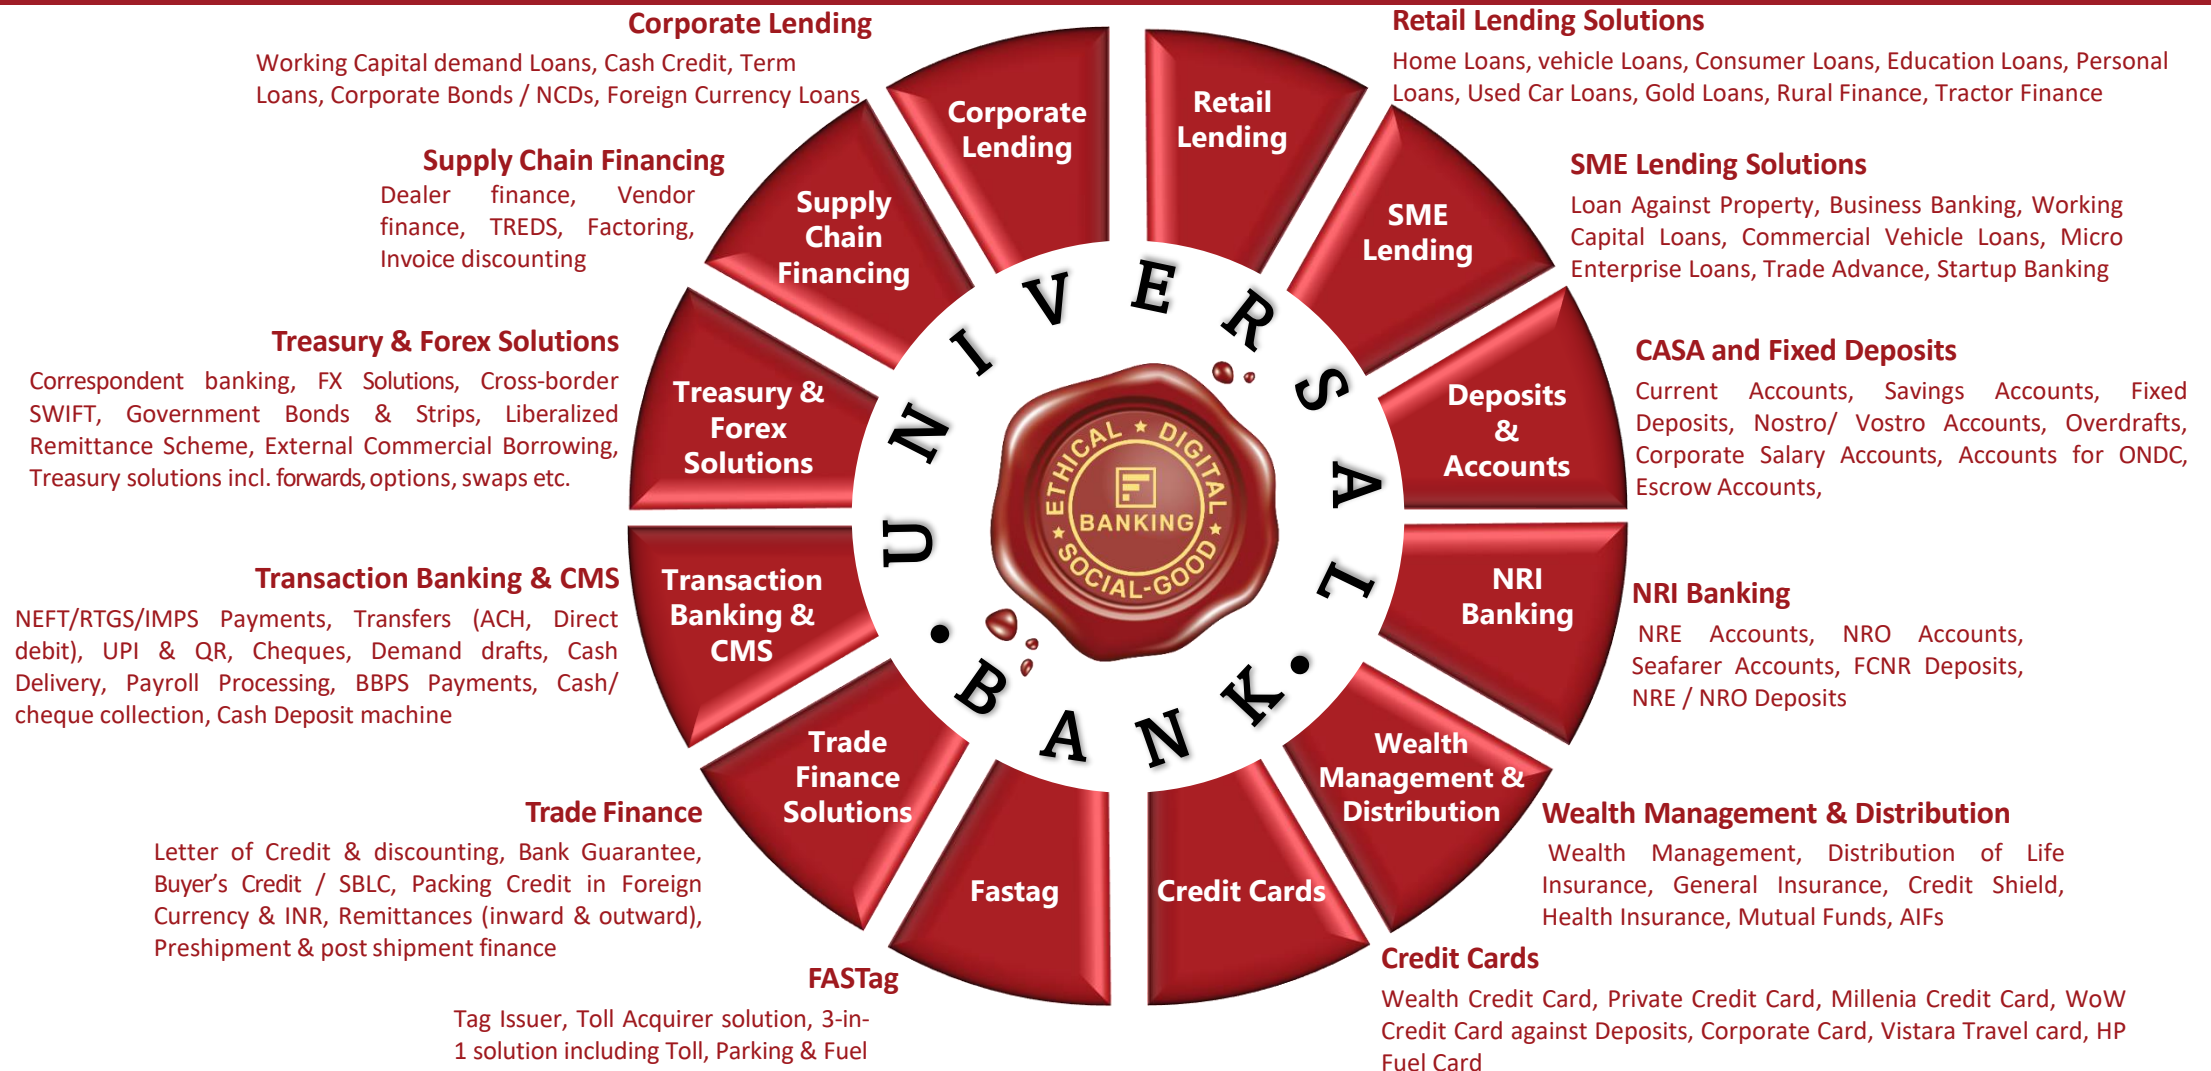 Corporate Lending
Working Capital demand Loans, Cash Credit, Term
Loans, Corporate Bonds / NCDs, Foreign Currency Loans
Supply Chain Financing
Dealer finance, Vendor
finance, TREDS, Factoring,
Invoice discounting
Treasury & Forex Solutions
Correspondent banking, FX Solutions, Cross-border
SWIFT, Government Bonds & Strips, Liberalized
Remittance Scheme, External Commercial Borrowing,
Treasury solutions incl. forwards, options, swaps etc.
Transaction Banking & CMS
NEFT/RTGS/IMPS Payments, Transfers (ACH, Direct
debit), UPI & QR, Cheques, Demand drafts, Cash
Delivery, Payroll Processing, BBPS Payments, Cash/
cheque collection, Cash Deposit machine
Trade Finance
Letter of Credit & discounting, Bank Guarantee,
Buyer's Credit / SBLC, Packing Credit in Foreign
Currency & INR, Remittances (inward & outward),
Preshipment & post shipment finance
FASTag
Tag Issuer, Toll Acquirer solution, 3-in-
1 solution including Toll, Parking & Fuel
Corporate
Lending
Retail
Lending
Supply
Chain
Financing
SME
Lending
Treasury &
Forex
Solutions
Deposits
&
Accounts
Transaction
Banking &
CMS
NRI
Banking
Trade
Finance
Solutions
Wealth
Management &
Distribution
Fastag
Credit Cards
UNIVERSAL
• BANK •
ETHICAL ★ DIGITAL ★ SOCIAL-GOOD ★
BANKING
Retail Lending Solutions
Home Loans, vehicle Loans, Consumer Loans, Education Loans, Personal
Loans, Used Car Loans, Gold Loans, Rural Finance, Tractor Finance
SME Lending Solutions
Loan Against Property, Business Banking, Working
Capital Loans, Commercial Vehicle Loans, Micro
Enterprise Loans, Trade Advance, Startup Banking
CASA and Fixed Deposits
Current Accounts, Savings Accounts, Fixed
Deposits, Nostro/ Vostro Accounts, Overdrafts,
Corporate Salary Accounts, Accounts for ONDC,
Escrow Accounts,
NRI Banking
NRE Accounts, NRO Accounts,
Seafarer Accounts, FCNR Deposits,
NRE / NRO Deposits
Wealth Management & Distribution
Wealth Management, Distribution of Life
Insurance, General Insurance, Credit Shield,
Health Insurance, Mutual Funds, AIFs
Credit Cards
Wealth Credit Card, Private Credit Card, Millenia Credit Card, WoW
Credit Card against Deposits, Corporate Card, Vistara Travel card, HP
Fuel Card